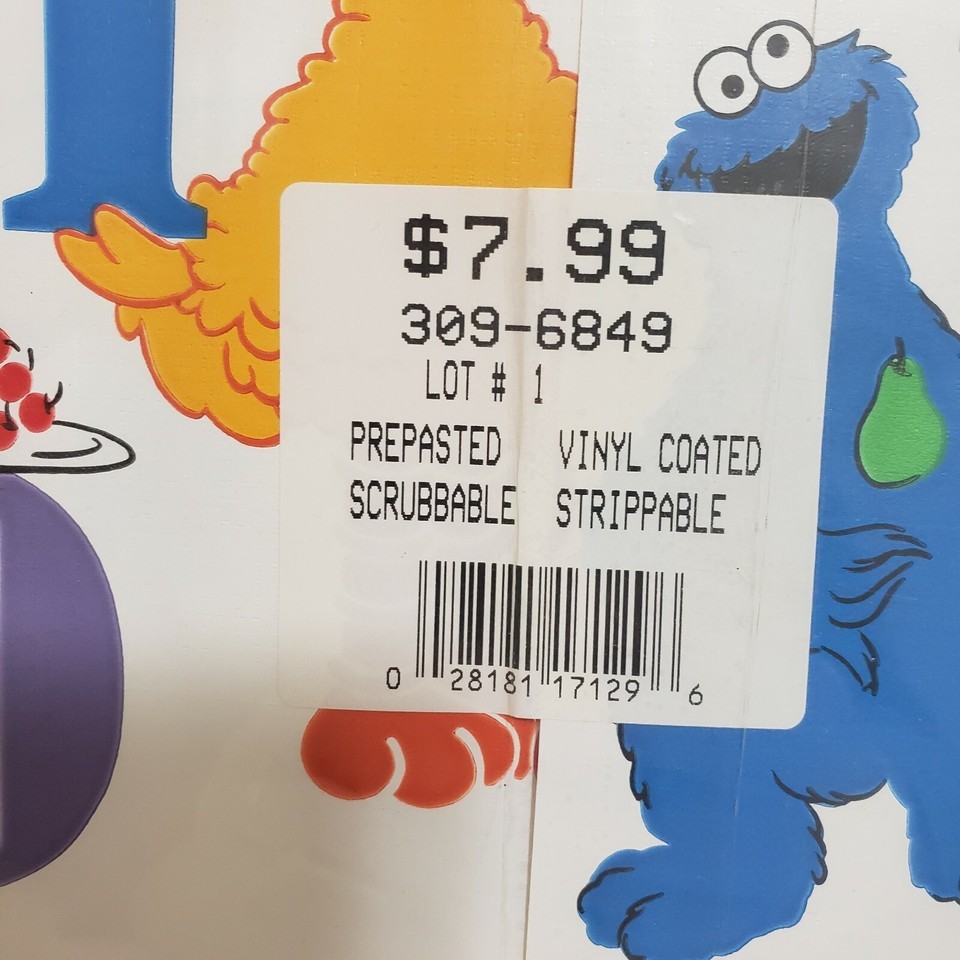 $7.99
309-6849
LOT # 1
PREPASTED VINYL COATED
SCRUBBABLE STRIPPABLE
0 28181 17129 6